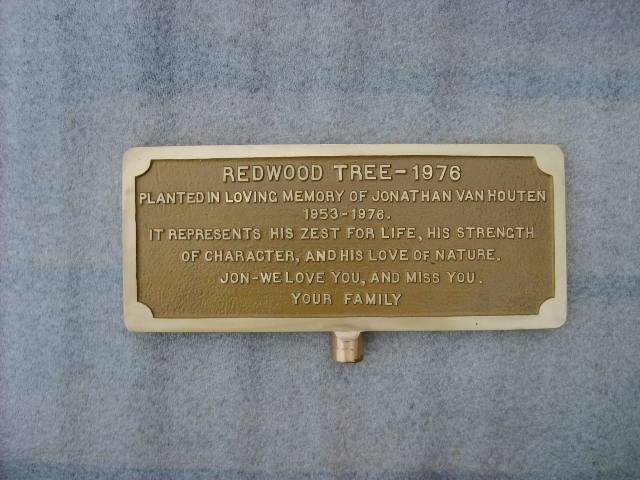 REDWOOD TREE - 1976
PLANTED IN LOVING MEMORY OF JONATHAN VAN HOUTEN
1953-1976.
IT REPRESENTS HIS ZEST FOR LIFE, HIS STRENGTH
OF CHARACTER, AND HIS LOVE OF NATURE.
JON-WE LOVE YOU, AND MISS YOU.
YOUR FAMILY